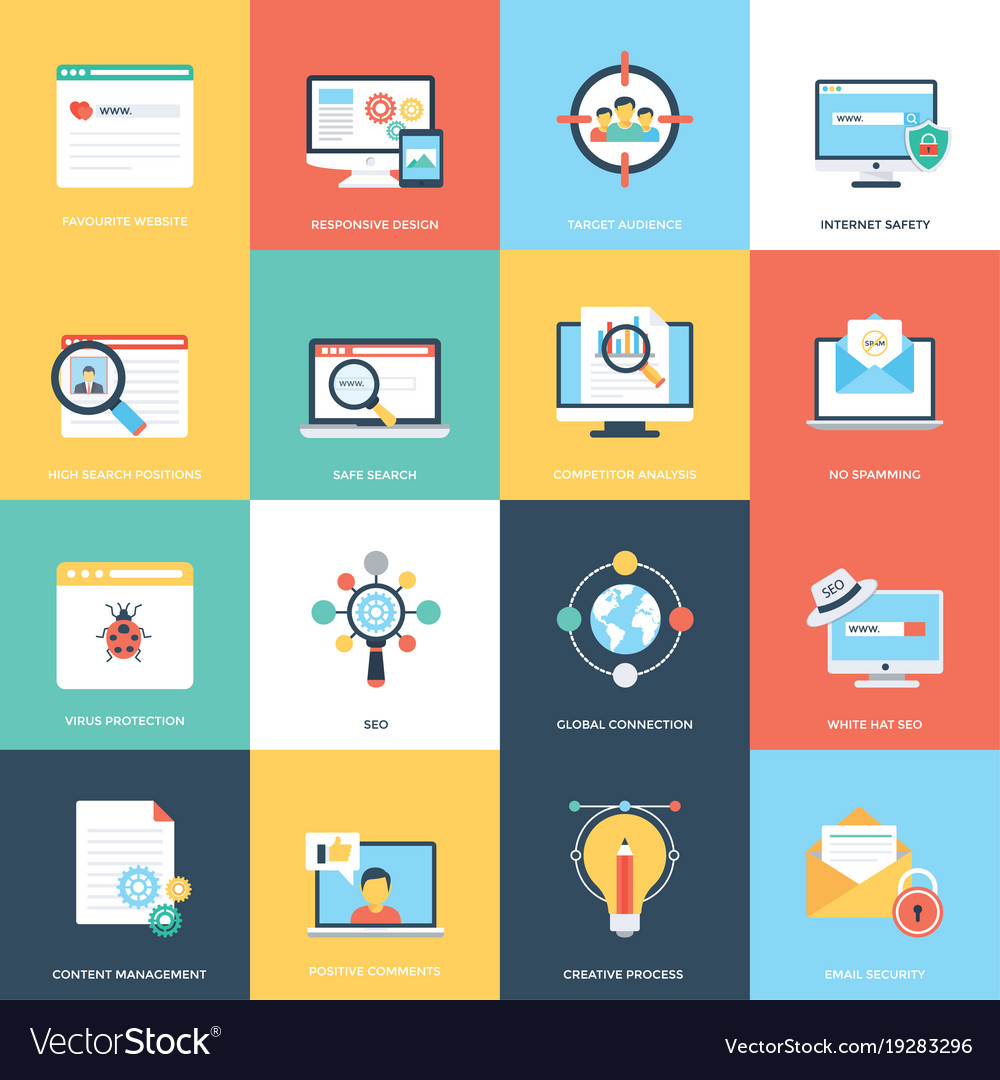 www.
FAVOURITE WEBSITE
RESPONSIVE DESIGN
TARGET AUDIENCE
www.
INTERNET SAFETY
HIGH SEARCH POSITIONS
www.
SAFE SEARCH
COMPETITOR ANALYSIS
SPAM
NO SPAMMING
VIRUS PROTECTION
SEO
GLOBAL CONNECTION
SEO
www.
WHITE HAT SEO
CONTENT MANAGEMENT
POSITIVE COMMENTS
CREATIVE PROCESS
EMAIL SECURITY
VectorStock®
VectorStock.com/19283296